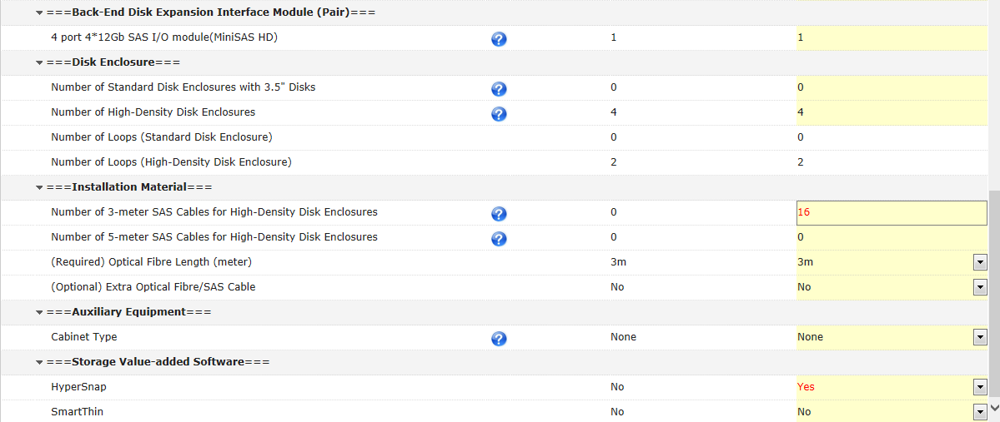 ===Back-End Disk Expansion Interface Module (Pair)===
4 port 4*12Gb SAS I/O module(MiniSAS HD) ? 1 1
===Disk Enclosure===
Number of Standard Disk Enclosures with 3.5" Disks ? 0 0
Number of High-Density Disk Enclosures ? 4 4
Number of Loops (Standard Disk Enclosure) 0 0
Number of Loops (High-Density Disk Enclosure) 2 2
===Installation Material===
Number of 3-meter SAS Cables for High-Density Disk Enclosures ? 0 16
Number of 5-meter SAS Cables for High-Density Disk Enclosures ? 0 0
(Required) Optical Fibre Length (meter) 3m 3m
(Optional) Extra Optical Fibre/SAS Cable No No
===Auxiliary Equipment===
Cabinet Type ? None None
===Storage Value-added Software===
HyperSnap No Yes
SmartThin No No